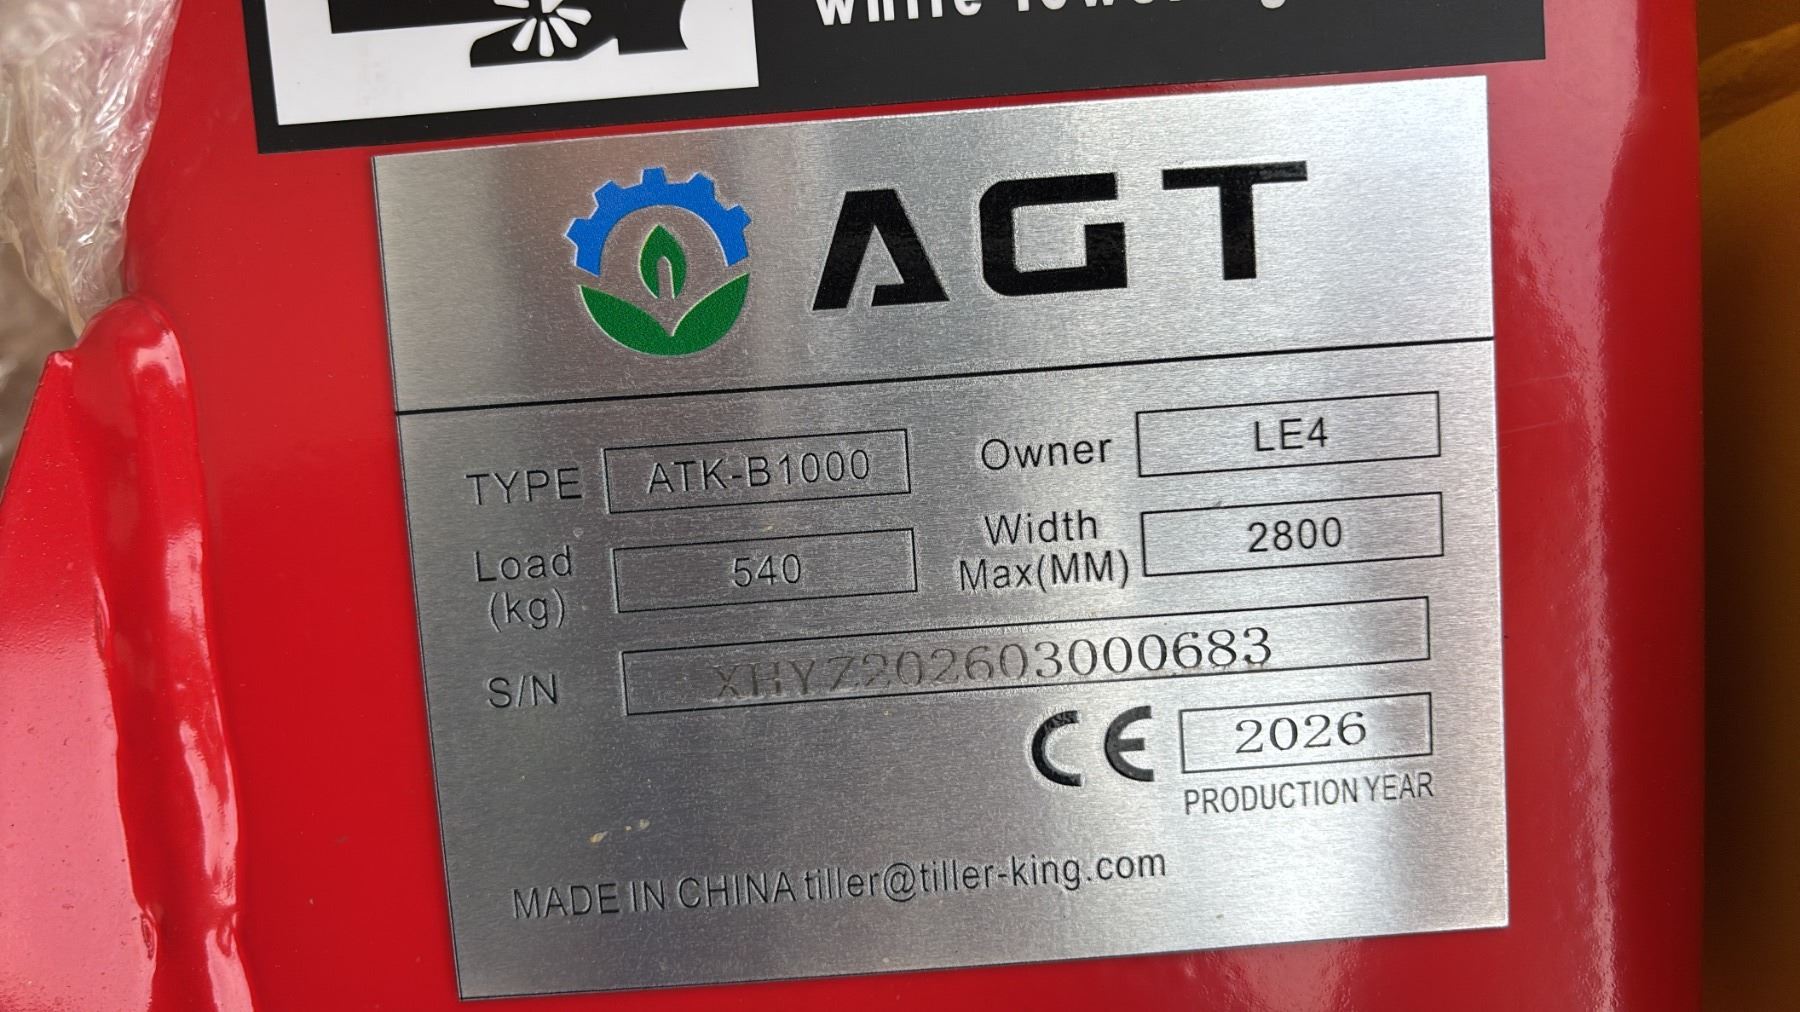 while
AGT
TYPE ATK-B1000 Owner LE4
Load (kg) 540 Width Max(MM) 2800
S/N XHYZ202603000683
CE 2026
PRODUCTION YEAR
MADE IN CHINA tiller@tiller-king.com